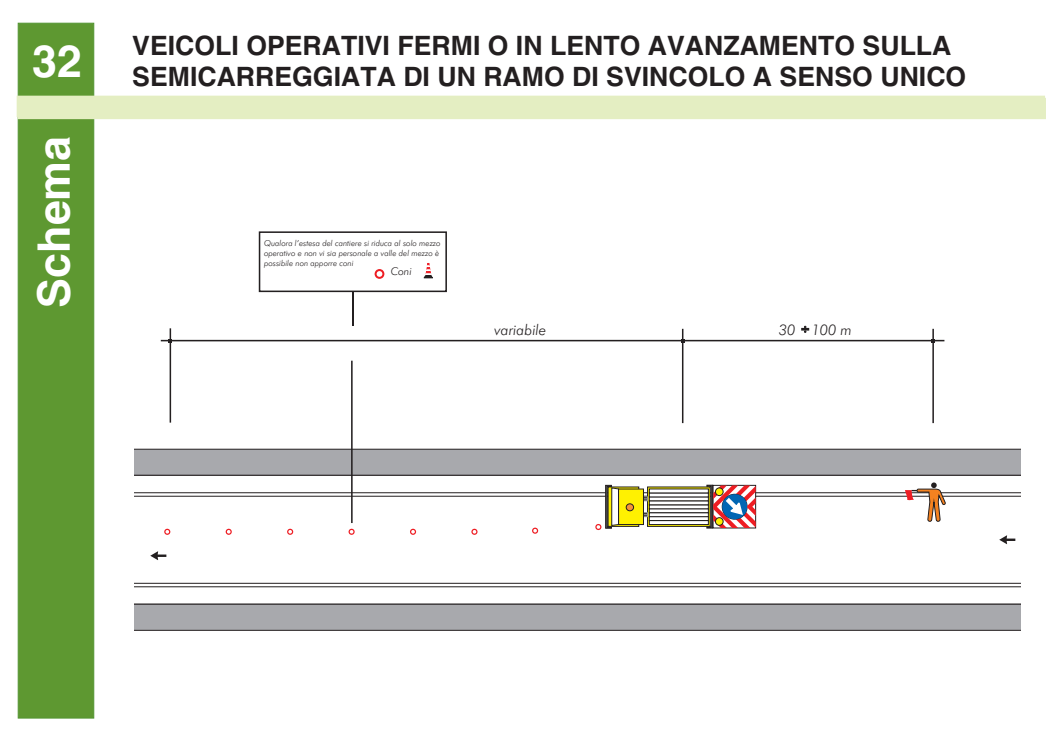 32
VEICOLI OPERATIVI FERMI O IN LENTO AVANZAMENTO SULLA
SEMICARREGGIATA DI UN RAMO DI SVINCOLO A SENSO UNICO
Schema
Qualora l'estesa del cantiere si riduca al solo mezzo
operativo e non vi sia personale a valle del mezzo è
possibile non apporre coni
Coni
variabile
30 ÷ 100 m